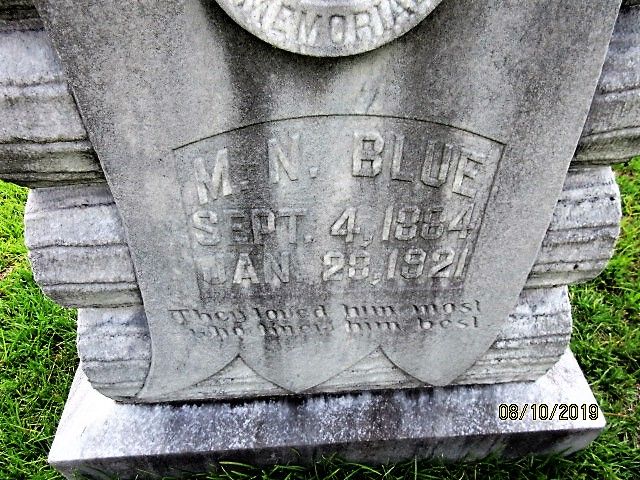 MEMORIAL
M. N. BLUE
SEPT. 4, 1884
JAN 28, 1921
They loved him most
who knew him best
08/10/2019